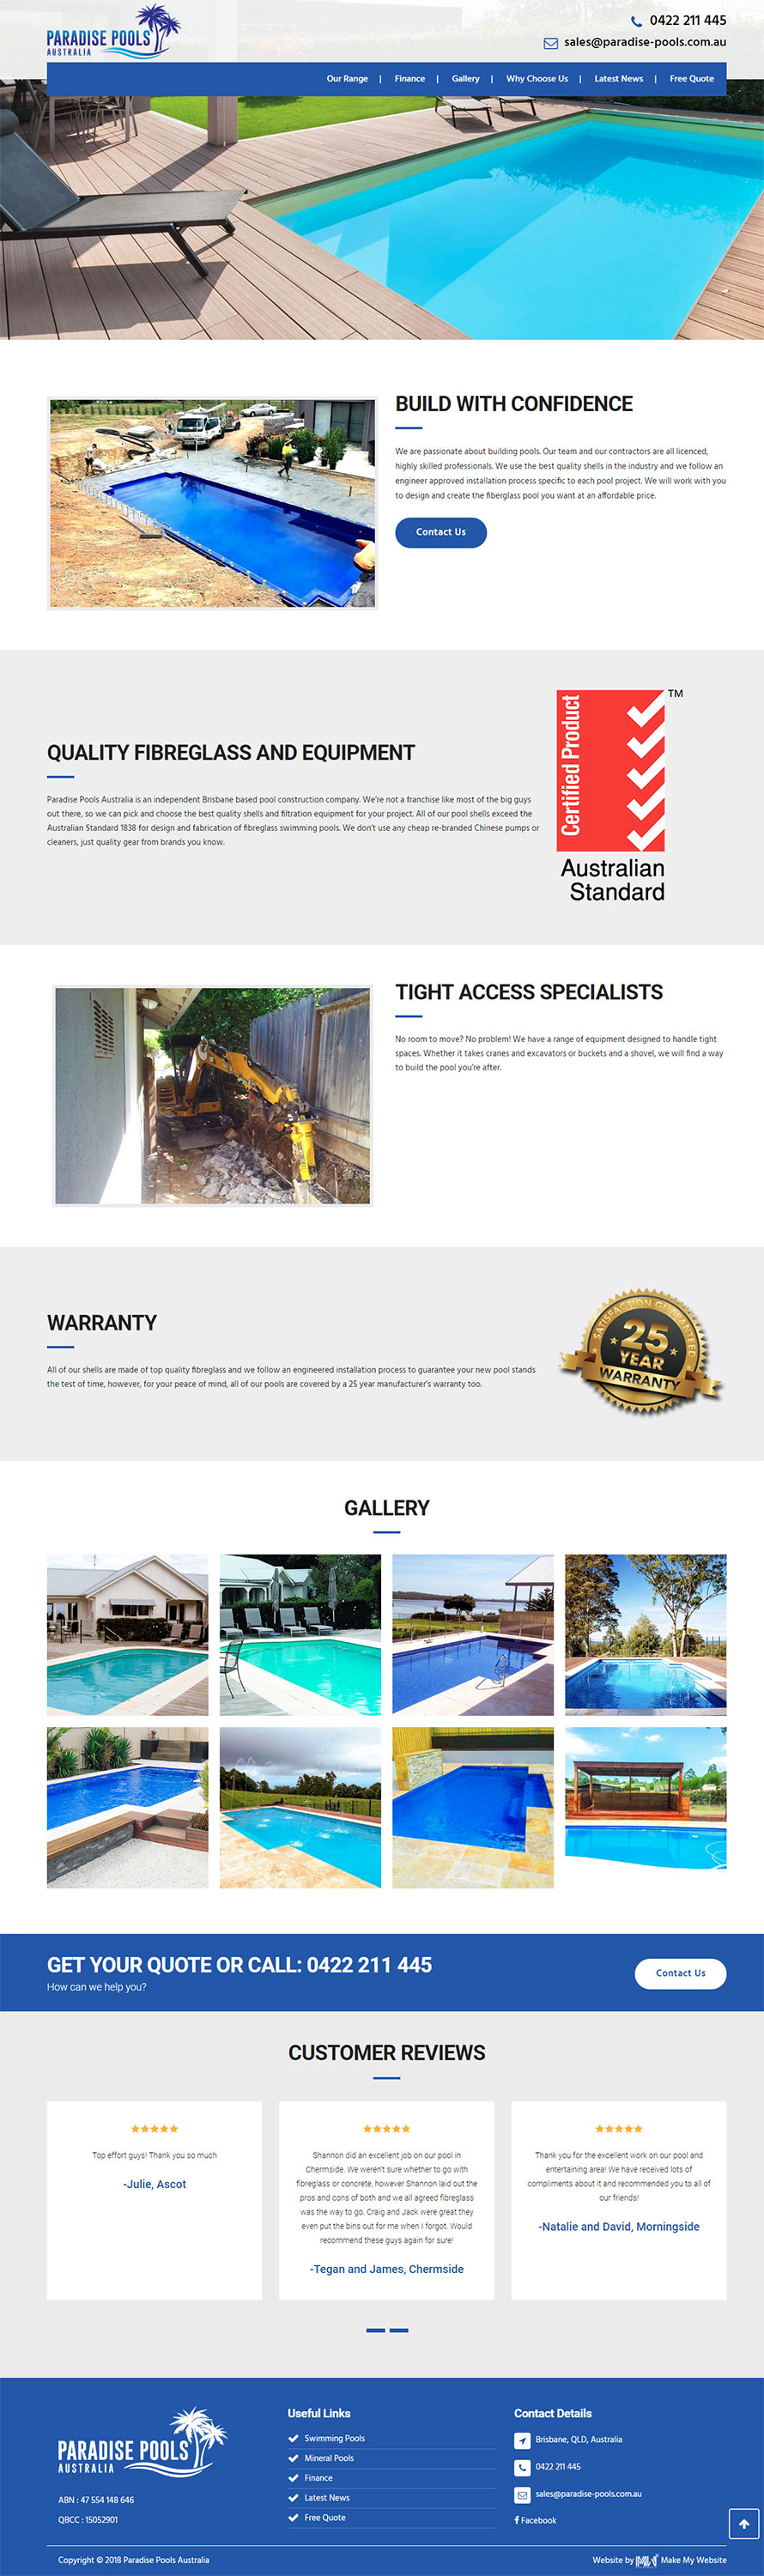 PARADISE POOLS
AUSTRALIA
0422 211 445
sales@paradise-pools.com.au
Our Range | Finance | Gallery | Why Choose Us | Latest News | Free Quote
BUILD WITH CONFIDENCE
We are passionate about building pools. Our team and our contractors are all licenced,
highly skilled professionals. We use the best quality shells in the industry and we follow an
engineer approved installation process specific to each pool project. We will work with you
to design and create the fiberglass pool you want at an affordable price.
Contact Us
QUALITY FIBREGLASS AND EQUIPMENT
Paradise Pools Australia is an independent Brisbane based pool construction company. We're not a franchise like most of the big guys
out there, so we can pick and choose the best quality shells and filtration equipment for your project. All of our pool shells exceed the
Australian Standard 1838 for design and fabrication of fibreglass swimming pools. We don't use any cheap re-branded Chinese pumps or
cleaners, just quality gear from brands you know.
Certified Product
TM
Australian
Standard
TIGHT ACCESS SPECIALISTS
No room to move? No problem! We have a range of equipment designed to handle tight
spaces. Whether it takes cranes and excavators or buckets and a shovel, we will find a way
to build the pool you're after.
WARRANTY
All of our shells are made of top quality fibreglass and we follow an engineered installation process to guarantee your new pool stands
the test of time, however, for your peace of mind, all of our pools are covered by a 25 year manufacturer's warranty too.
SATISFACTION GUARANTEED
25
YEAR
WARRANTY
GALLERY
GET YOUR QUOTE OR CALL: 0422 211 445
How can we help you?
Contact Us
CUSTOMER REVIEWS
Top effort guys! Thank you so much
-Julie, Ascot
Shannon did an excellent job on our pool in
Chermside. We weren't sure whether to go with
fibreglass or concrete, however Shannon laid out the
pros and cons of both and we all agreed fibreglass
was the way to go. Craig and Jack were great they
even put the bins out for me when I forgot. Would
recommend these guys again for sure!
-Tegan and James, Chermside
Thank you for the excellent work on our pool and
entertaining area! We have received lots of
compliments about it and recommended you to all of
our friends!
-Natalie and David, Morningside
PARADISE POOLS
AUSTRALIA
ABN : 47 554 148 646
QBCC : 15052901
Useful Links
Swimming Pools
Mineral Pools
Finance
Latest News
Free Quote
Contact Details
Brisbane, QLD, Australia
0422 211 445
sales@paradise-pools.com.au
Facebook
Copyright © 2018 Paradise Pools Australia
Website by Make My Website